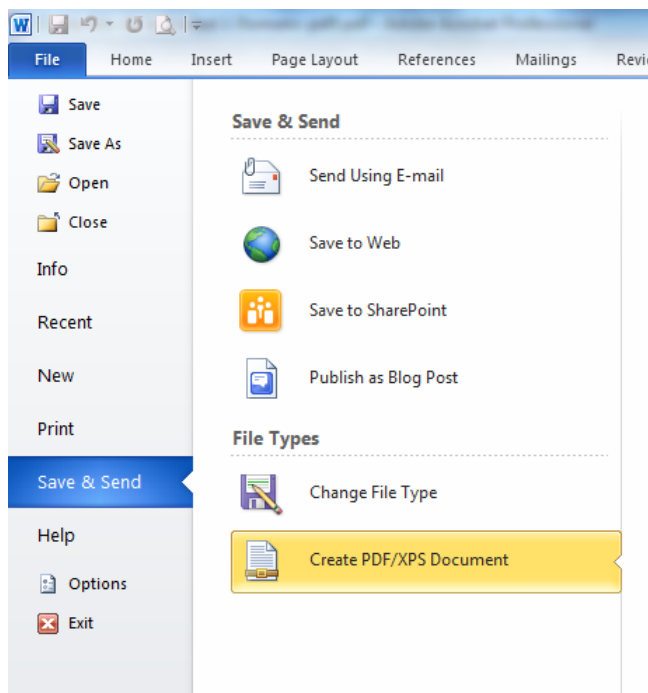 W
File Home Insert Page Layout References Mailings Revi
Save
Save As
Open
Close
Info
Recent
New
Print
Save & Send
Help
Options
Exit
Save & Send
Send Using E-mail
Save to Web
Save to SharePoint
Publish as Blog Post
File Types
Change File Type
Create PDF/XPS Document